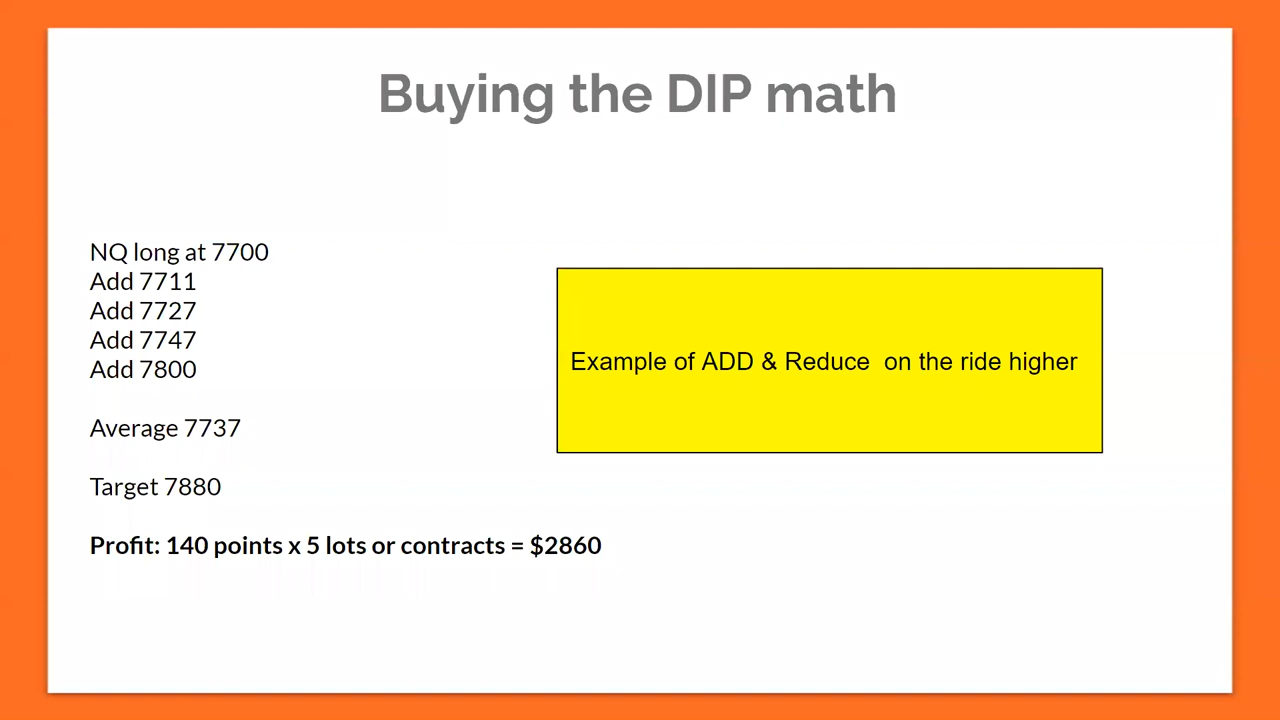 Buying the DIP math
NQ long at 7700
Add 7711
Add 7727
Add 7747
Add 7800
Average 7737
Target 7880
Profit: 140 points x 5 lots or contracts = $2860
Example of ADD & Reduce  on the ride higher